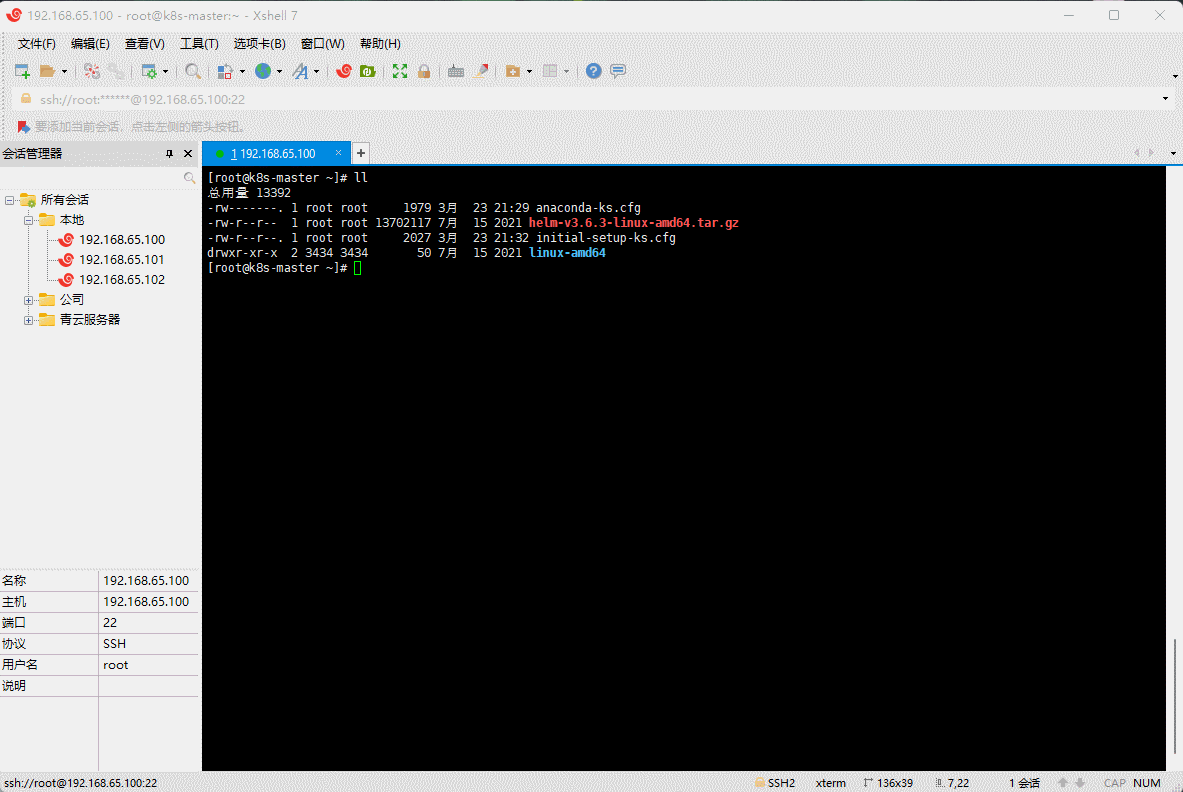 192.168.65.100 - root@k8s-master:~ - Xshell 7
文件(F) 编辑(E) 查看(V) 工具(T) 选项卡(B) 窗口(W) 帮助(H)
ssh://root:******@192.168.65.100:22
要添加当前会话，点击左侧的箭头按钮。
会话管理器
1 192.168.65.100
所有会话
本地
192.168.65.100
192.168.65.101
192.168.65.102
公司
青云服务器
[root@k8s-master ~]# ll
总用量 13392
-rw-------. 1 root root     1979 3月  23 21:29 anaconda-ks.cfg
-rw-r--r--  1 root root 13702117 7月  15 2021 helm-v3.6.3-linux-amd64.tar.gz
-rw-r--r--. 1 root root     2027 3月  23 21:32 initial-setup-ks.cfg
drwxr-xr-x  2 3434 3434       50 7月  15 2021 linux-amd64
[root@k8s-master ~]#
名称 192.168.65.100
主机 192.168.65.100
端口 22
协议 SSH
用户名 root
说明
ssh://root@192.168.65.100:22 SSH2 xterm 136x39 7,22 1 会话 CAP NUM